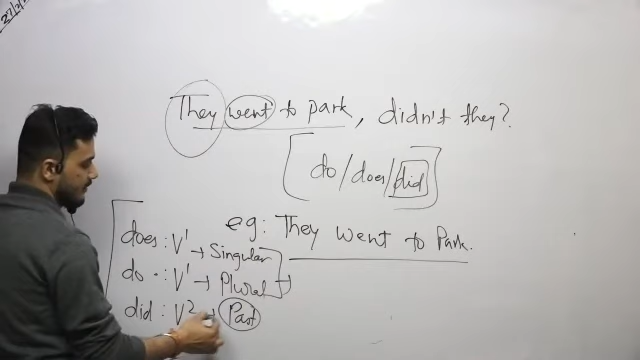 They went to park, didn't they?
do/does/did
eg: They went to Park.
does: V¹ → Singular
do : V¹ → Plural →
did : V² → Past